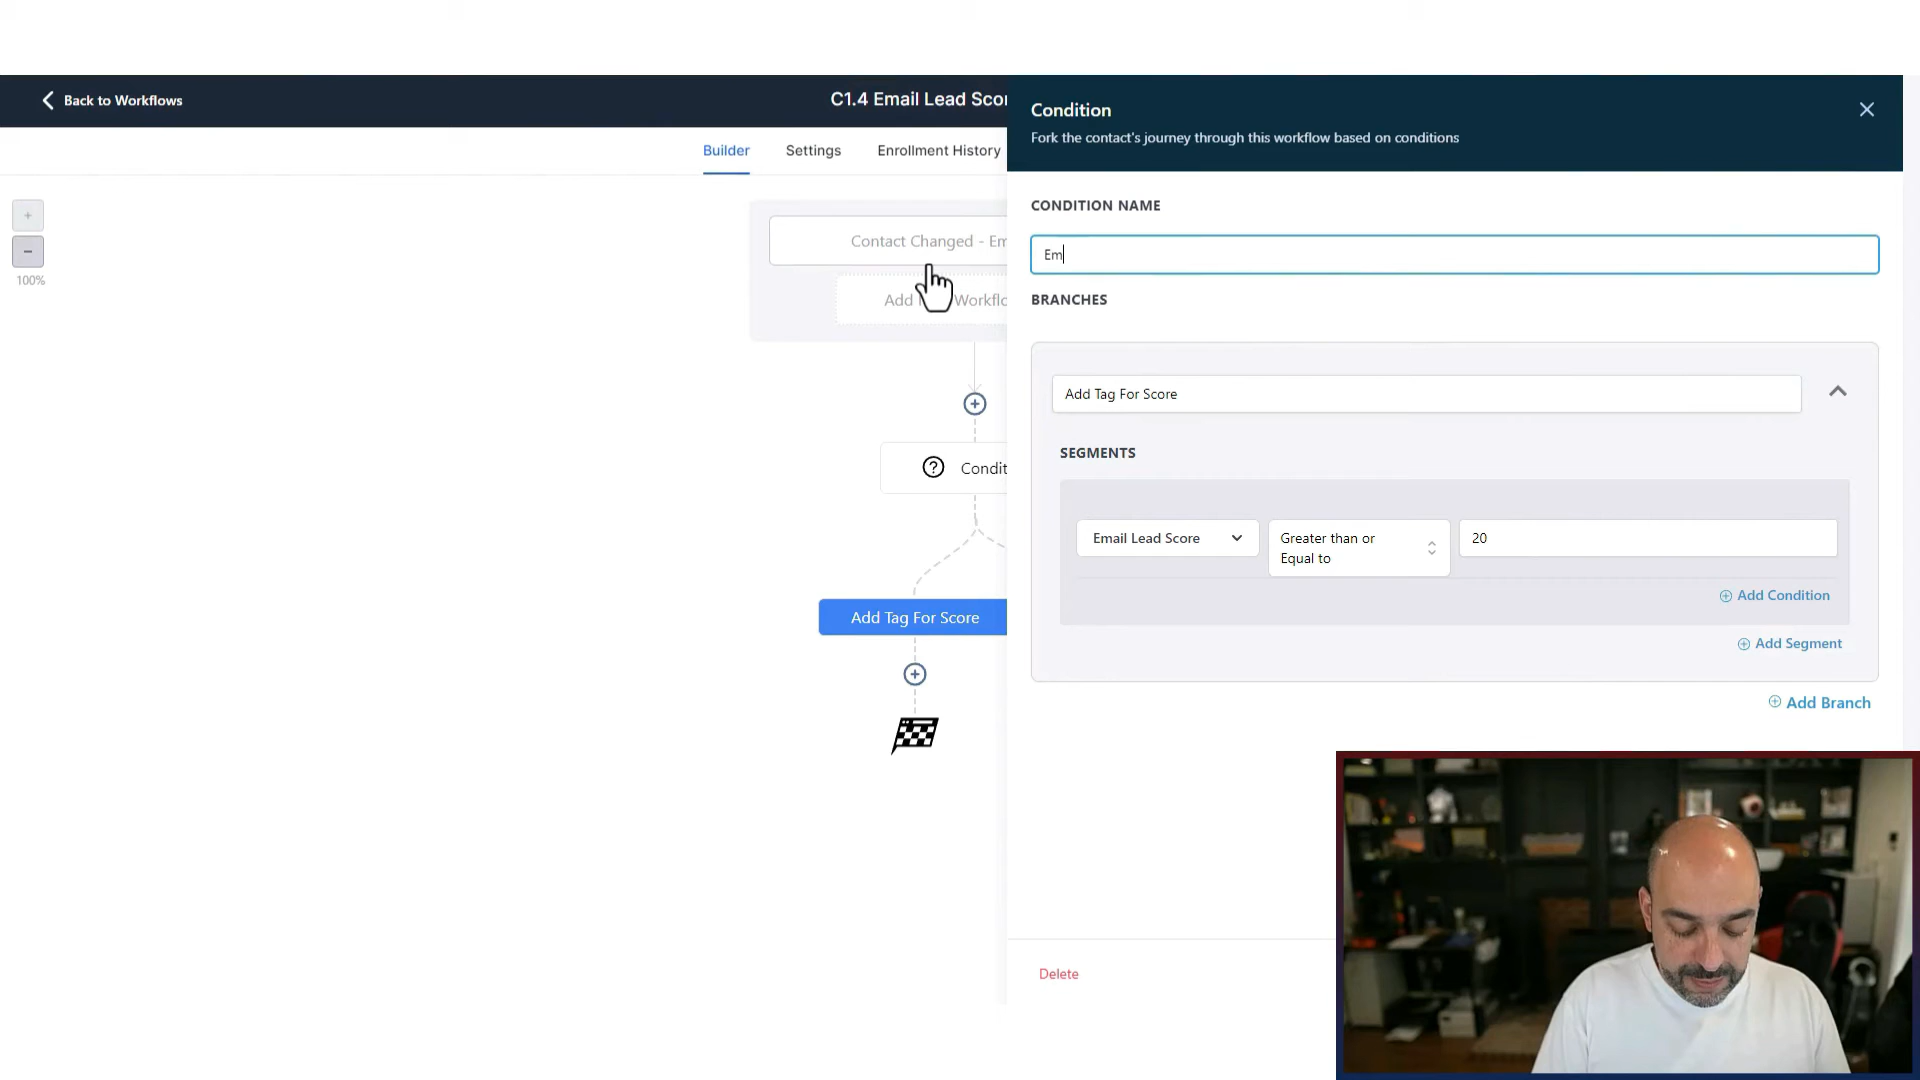 Back to Workflows
C1.4 Email Lead Scor
Builder
Settings
Enrollment History
+
−
100%
Contact Changed - Em
Add
Workflo
Condit
Add Tag For Score
Condition
Fork the contact's journey through this workflow based on conditions
CONDITION NAME
Em
BRANCHES
Add Tag For Score
SEGMENTS
Email Lead Score
Greater than or
Equal to
20
Add Condition
Add Segment
Add Branch
Delete